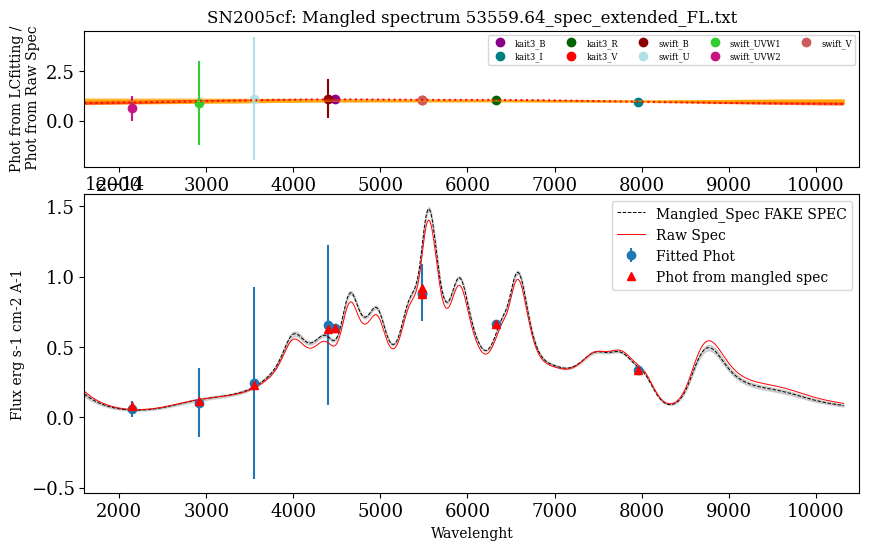 SN2005cf: Mangled spectrum 53559.64_spec_extended_FL.txt
Phot from LCfitting /
Phot from Raw Spec
2.5
0.0
kait3_B kait3_R swift_B swift_UVW1 swift_V
kait3_I kait3_V swift_U swift_UVW2
2000 3000 4000 5000 6000 7000 8000 9000 10000
1e−14
Flux erg s-1 cm-2 A-1
1.5
1.0
0.5
0.0
−0.5
Mangled_Spec FAKE SPEC
Raw Spec
Fitted Phot
Phot from mangled spec
2000 3000 4000 5000 6000 7000 8000 9000 10000
Wavelenght